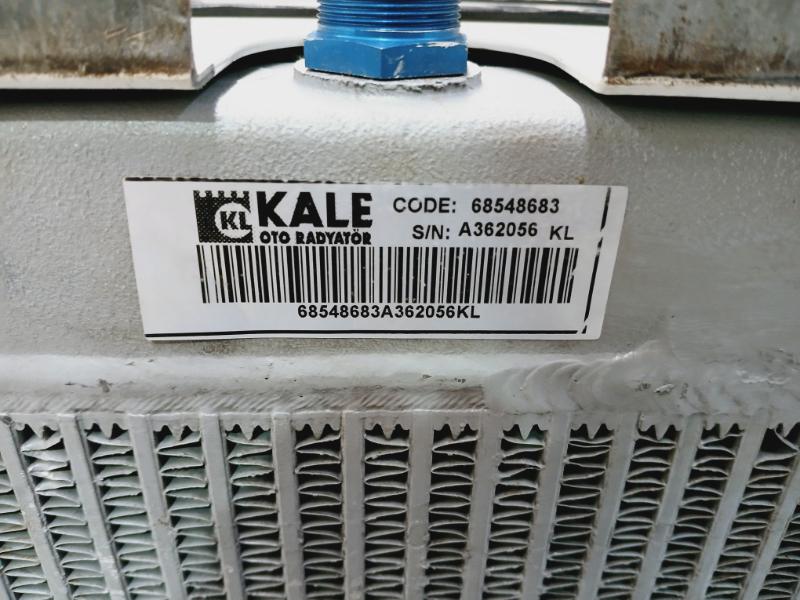 KL KALE
OTO RADYATÖR
CODE: 68548683
S/N: A362056 KL
68548683A362056KL